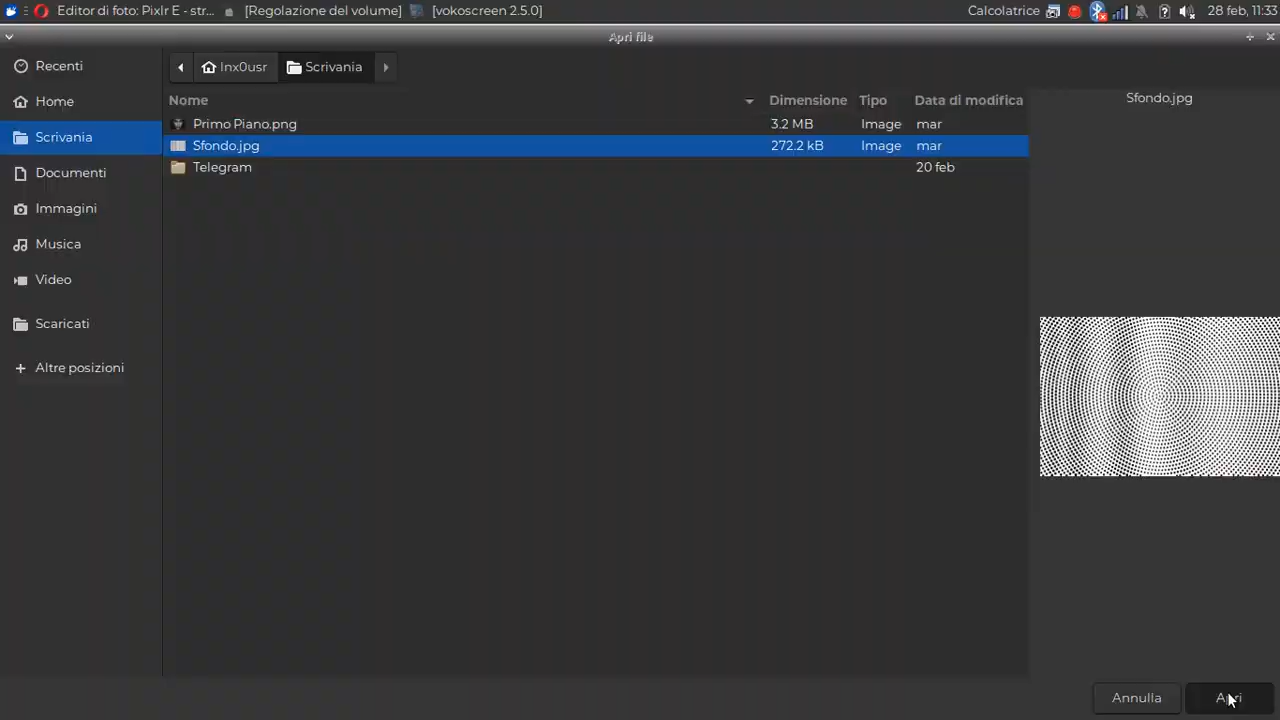 Editor di foto: Pixlr E - str... [Regolazione del volume] [vokoscreen 2.5.0] Calcolatrice 28 feb, 11:33
Apri file
Recenti
Home
Scrivania
Documenti
Immagini
Musica
Video
Scaricati
Altre posizioni
lnx0usr Scrivania
Nome Dimensione Tipo Data di modifica
Primo Piano.png 3.2 MB Image mar
Sfondo.jpg 272.2 kB Image mar
Telegram 20 feb
Sfondo.jpg
Annulla Apri